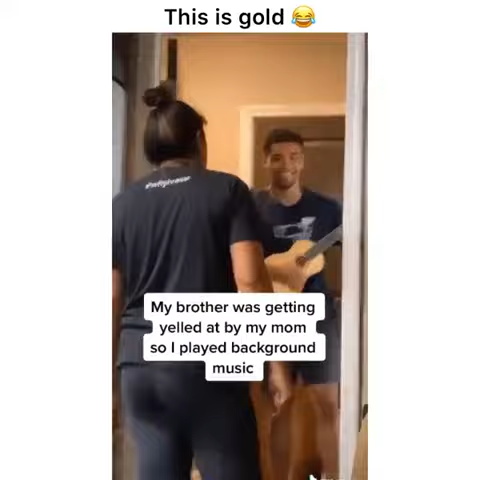 This is gold 😂
My brother was getting
yelled at by my mom
so I played background
music